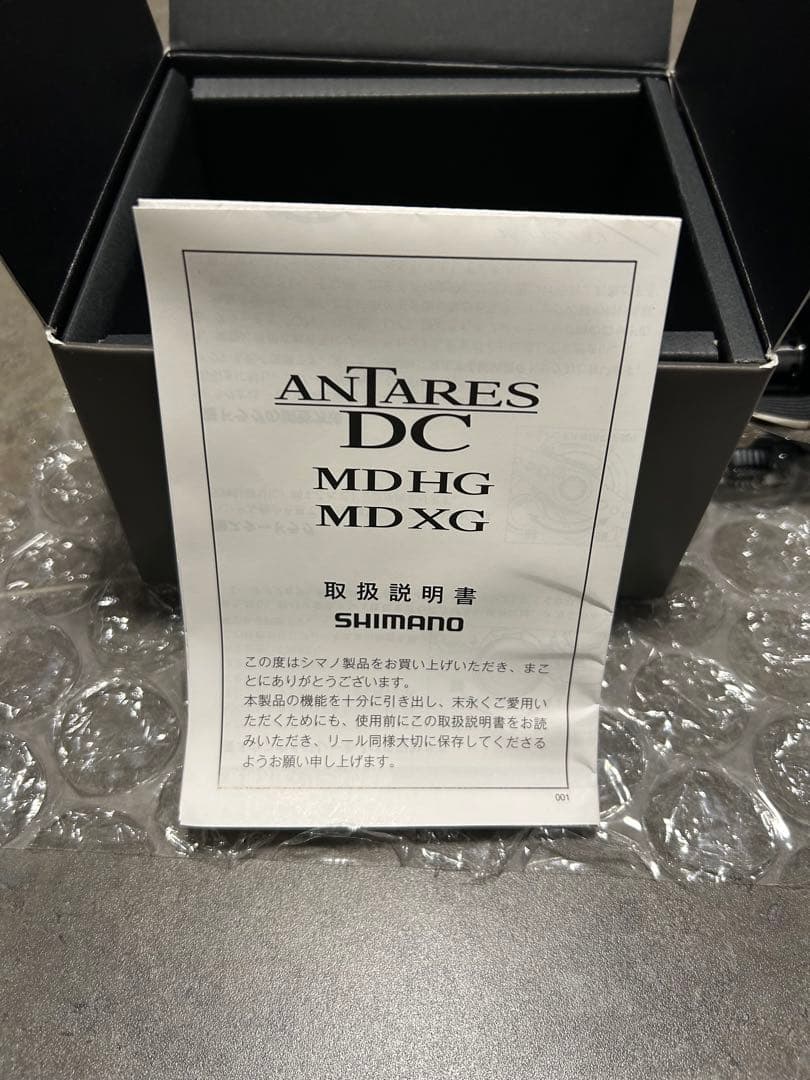 ANTARES
DC
MDHG
MDXG
取扱説明書
SHIMANO
この度はシマノ製品をお買い上げいただき、まこ
とにありがとうございます。
本製品の機能を十分に引き出し、末永くご愛用い
ただくためにも、使用前にこの取扱説明書をお読
みいただき、リール同様大切に保存してくださる
ようお願い申し上げます。
001